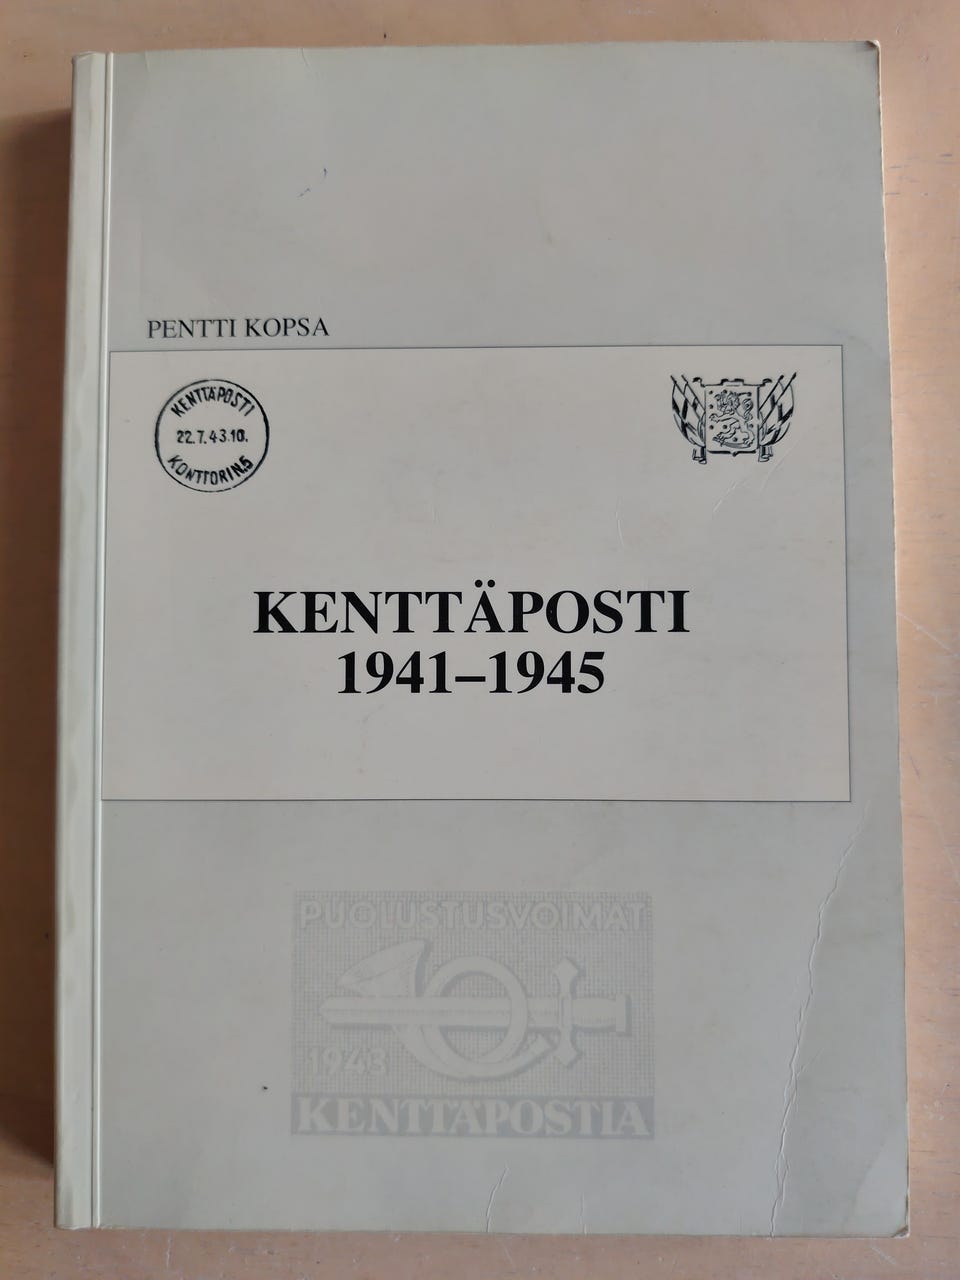 PENTTI KOPSA
KENTTÄPOSTI
22.7.43.10.
KONTTORI N.5
KENTTÄPOSTI
1941–1945
PUOLUSTUSVOIMAT
1943
KENTTÄPOSTIA